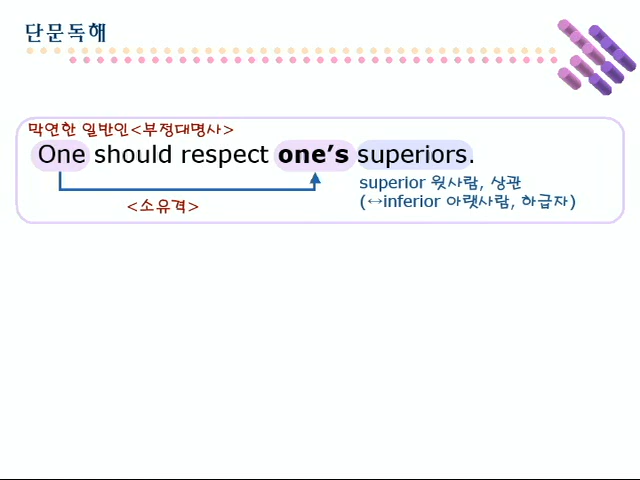 단문독해
막연한 일반인<부정대명사>
One should respect one's superiors.
superior 윗사람, 상관
<소유격>
(↔inferior 아랫사람, 하급자)